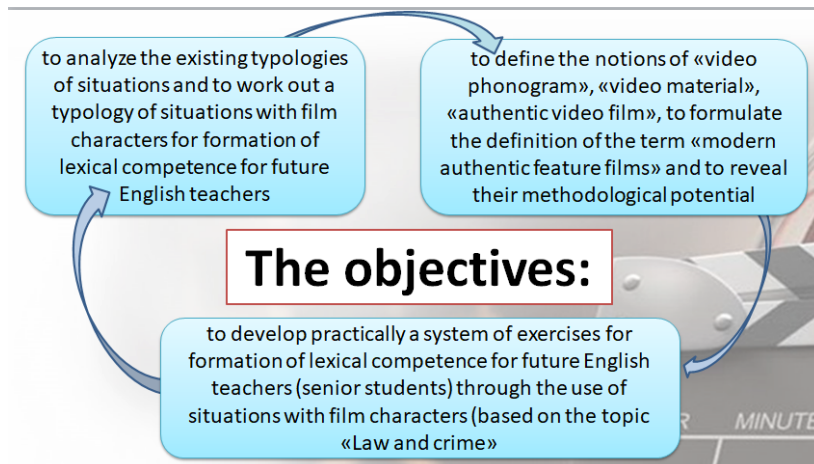 to analyze the existing typologies
of situations and to work out a
typology of situations with film
characters for formation of
lexical competence for future
English teachers
to define the notions of «video
phonogram», «video material»,
«authentic video film», to formulate
the definition of the term «modern
authentic feature films» and to reveal
their methodological potential
The objectives:
to develop practically a system of exercises for
formation of lexical competence for future English
teachers (senior students) through the use of
situations with film characters (based on the topic
«Law and crime»
MINUTE